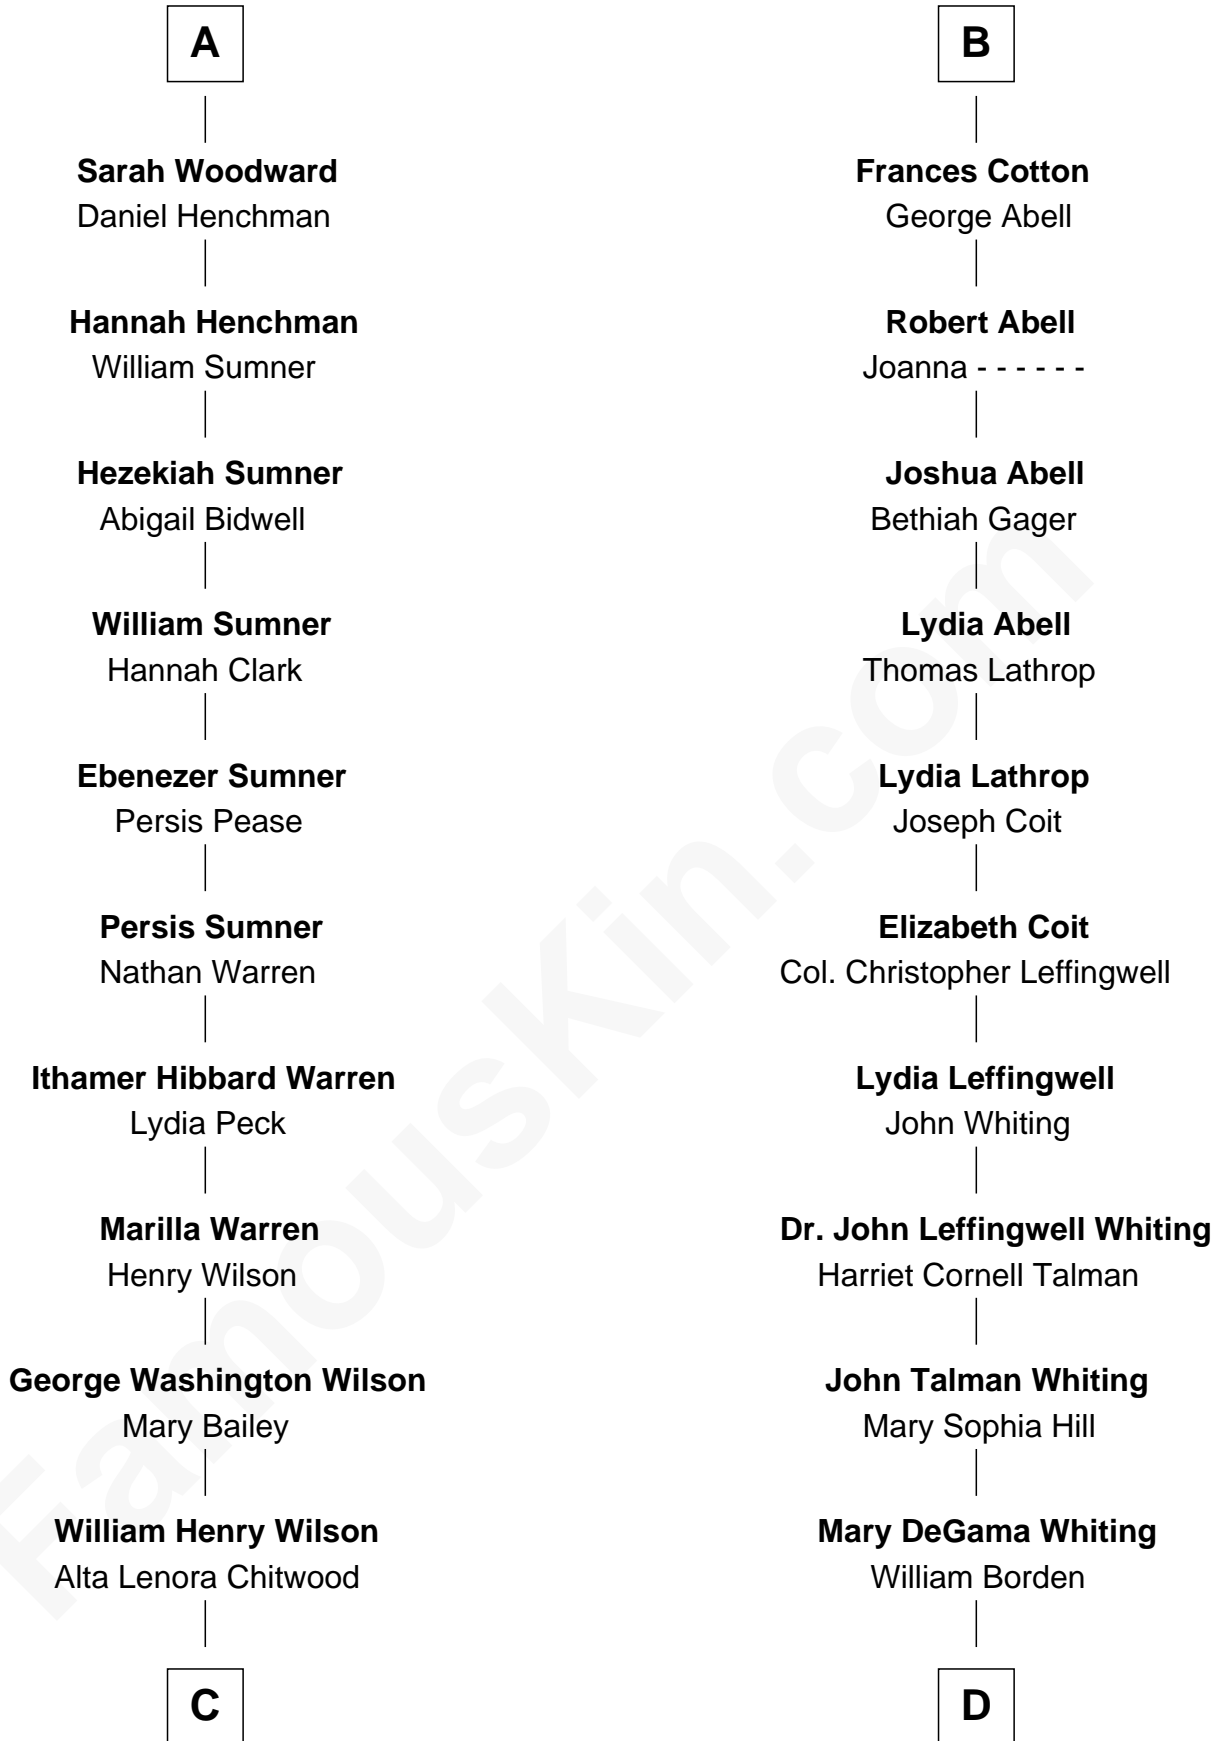 A
Sarah Woodward
Daniel Henchman
Hannah Henchman
William Sumner
Hezekiah Sumner
Abigail Bidwell
William Sumner
Hannah Clark
Ebenezer Sumner
Persis Pease
Persis Sumner
Nathan Warren
Ithamer Hibbard Warren
Lydia Peck
Marilla Warren
Henry Wilson
George Washington Wilson
Mary Bailey
William Henry Wilson
Alta Lenora Chitwood
C
B
Frances Cotton
George Abell
Robert Abell
Joanna - - - - - -
Joshua Abell
Bethiah Gager
Lydia Abell
Thomas Lathrop
Lydia Lathrop
Joseph Coit
Elizabeth Coit
Col. Christopher Leffingwell
Lydia Leffingwell
John Whiting
Dr. John Leffingwell Whiting
Harriet Cornell Talman
John Talman Whiting
Mary Sophia Hill
Mary DeGama Whiting
William Borden
D
FamousKin.com